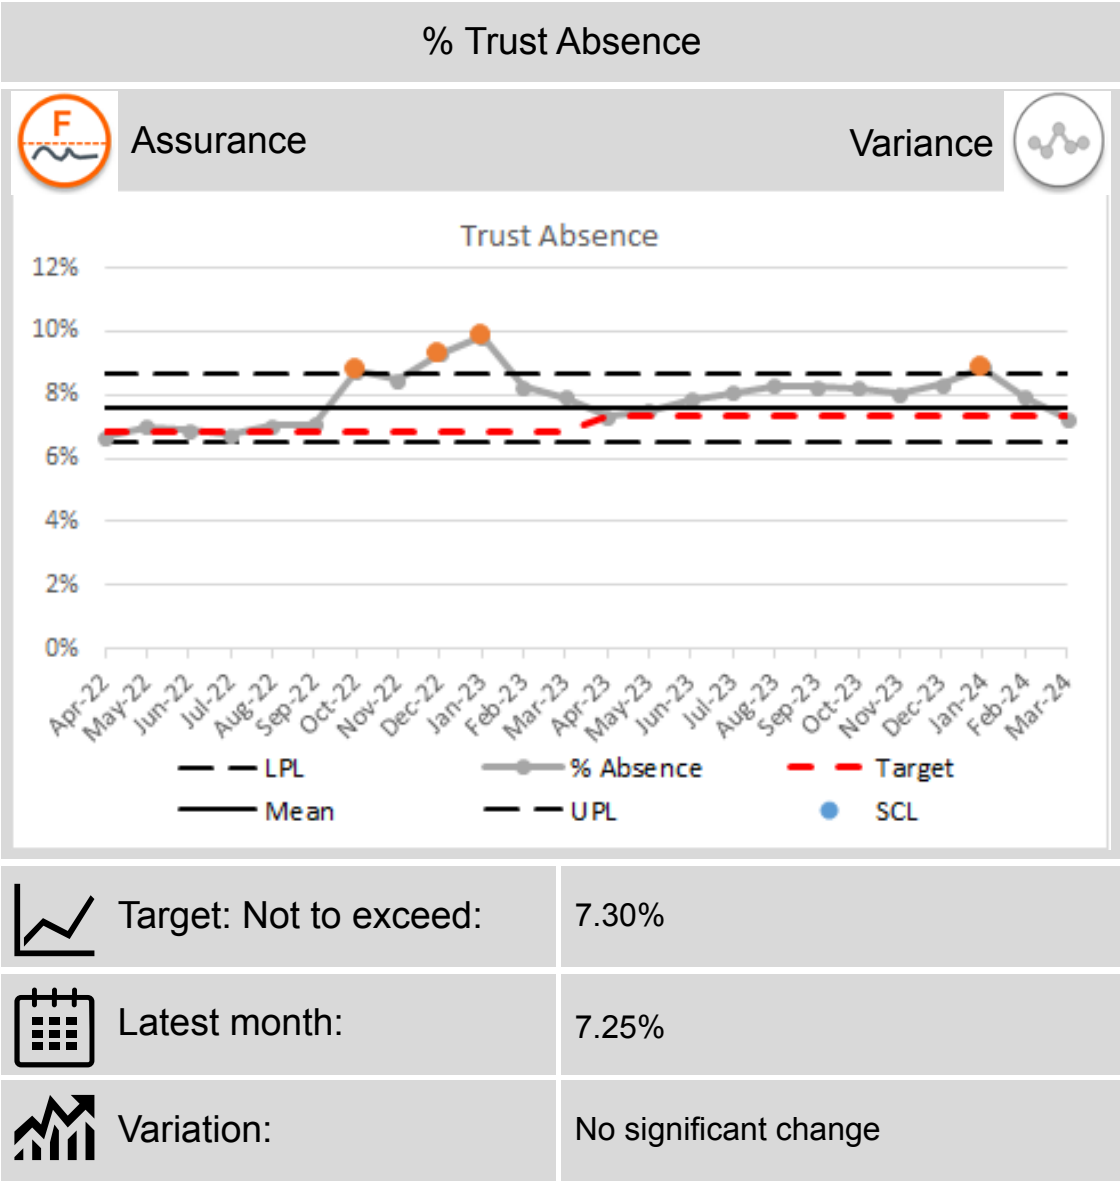 % Trust Absence
F
Assurance
Variance
Trust Absence
12%
10%
8%
6%
4%
2%
0%
Apr-22
May-22
Jun-22
Jul-22
Aug-22
Sep-22
Oct-22
Nov-22
Dec-22
Jan-23
Feb-23
Mar-23
Apr-23
May-23
Jun-23
Jul-23
Aug-23
Sep-23
Oct-23
Nov-23
Dec-23
Jan-24
Feb-24
Mar-24
LPL % Absence Target
Mean UPL SCL
Target: Not to exceed: 7.30%
Latest month: 7.25%
Variation: No significant change